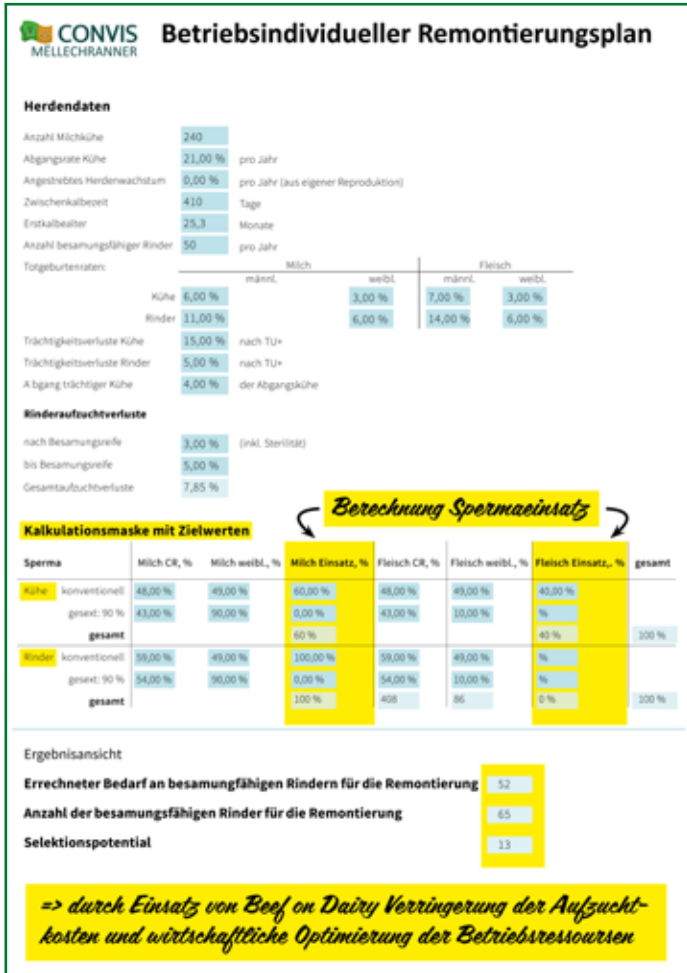 CONVIS
MELLECHRANNER
Betriebsindividueller Remontierungsplan
Herdendaten
Anzahl Milchkühe 240
Abgangsrate Kühe 21,00 % pro Jahr
Angestrebtes Herdenwachstum 0,00 % pro Jahr (aus eigener Reproduktion)
Zwischenkalbezeit 410 Tage
Erstkalbealter 25,3 Monate
Anzahl besamungsfähiger Rinder 50 pro Jahr
Totgeburtenraten: Milch Fleisch
männl. weibl. männl. weibl.
Kühe 6,00 % 3,00 % 7,00 % 3,00 %
Rinder 11,00 % 6,00 % 14,00 % 6,00 %
Trächtigkeitsverluste Kühe 15,00 % nach TU+
Trächtigkeitsverluste Rinder 5,00 % nach TU+
A bgang trächtiger Kühe 4,00 % der Abgangskühe
Rinderaufzuchtverluste
nach Besamungsreife 3,00 % (inkl. Sterilität)
bis Besamungsreife 5,00 %
Gesamtaufzuchtverluste 7,85 %
Berechnung Spermaeinsatz
Kalkulationsmaske mit Zielwerten
Sperma Milch CR, % Milch weibl., % Milch Einsatz, % Fleisch CR, % Fleisch weibl., % Fleisch Einsatz,. % gesamt
Kühe konventionell 48,00 % 49,00 % 60,00 % 48,00 % 49,00 % 40,00 %
gesext: 90 % 43,00 % 90,00 % 0,00 % 43,00 % 10,00 % %
gesamt 60 % 40 % 100 %
Rinder konventionell 59,00 % 49,00 % 100,00 % 59,00 % 49,00 % %
gesext: 90 % 54,00 % 90,00 % 0,00 % 54,00 % 10,00 % %
gesamt 100 % 408 86 0 % 100 %
Ergebnisansicht
Errechneter Bedarf an besamungfähigen Rindern für die Remontierung 52
Anzahl der besamungsfähigen Rinder für die Remontierung 65
Selektionspotential 13
=> durch Einsatz von Beef on Dairy Verringerung der Aufzucht-
kosten und wirtschaftliche Optimierung der Betriebsressoursen